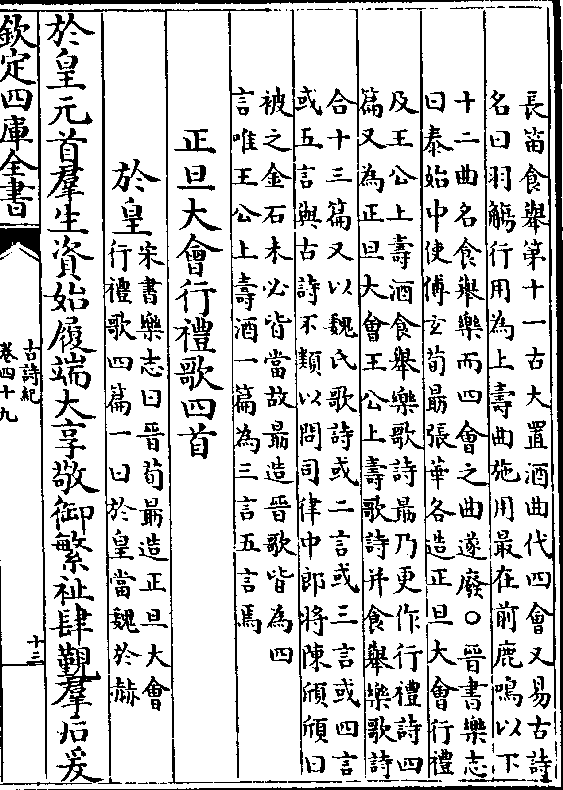 長笛食舉第十一古大置酒曲代四會又易古詩
名曰羽觴行用為上壽曲施用最在前鹿鳴以下
十二曲名食舉樂而四會之曲遂廢○晉書樂志
曰泰始中使傅玄荀勗張華各造正旦大會行禮
及王公上壽酒食舉樂歌詩勗乃更作行禮詩四
篇又為正旦大會王公上壽歌詩并食舉樂歌詩
合十三篇又以魏氏歌詩或二言或三言或四言
或五言與古詩不類以問司律中郎將陳頎頎曰
被之金石未必皆當故勗造晉歌皆為四
言唯王公上壽酒一篇為三言五言焉
正旦大會行禮歌四首
於皇
宋書樂志曰晉荀勗造正旦大會
行禮歌四篇一曰於皇當魏於赫
於皇元首羣生資始履端大享敬御繁祉肆覲羣后爰
欽定四庫全書
古詩紀
卷四十九
十三